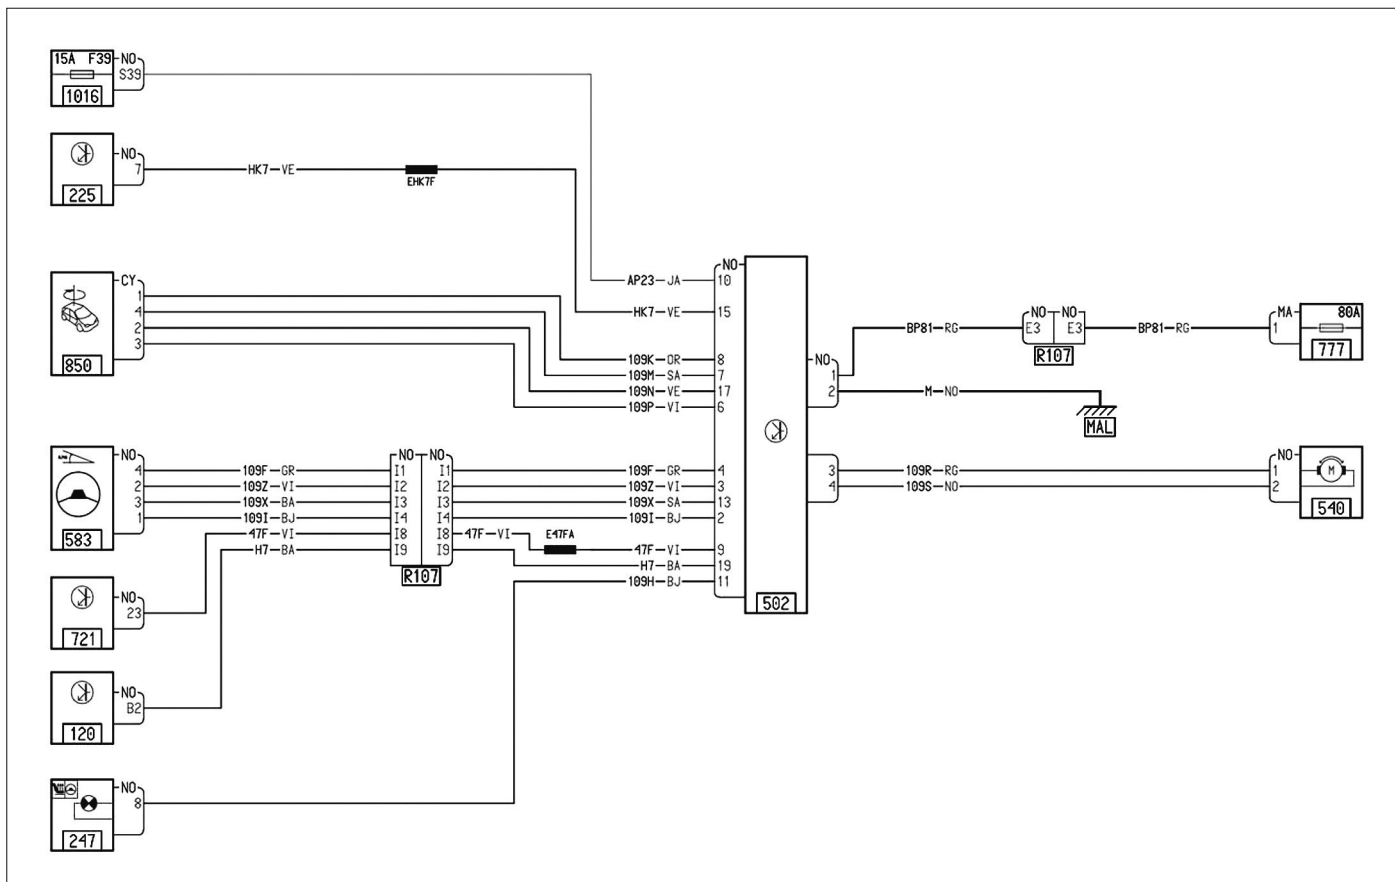 15A F39 NO
S39
1016
NO
7 HK7 VE
EHK7F
225
CY
1
4
2
3
850
NO
AP23 JA 10
HK7 VE 15
109K OR 8
109M SA 7
109N VE 17
109P VI 6
NO
1 BP81 RG
NO NO
E3 E3
R107
BP81 RG
MA
1
80A
777
2 M NO
MAL
NO
4 109F GR
2 109Z VI
3 109X BA
1 109I BJ
583
47F VI
H7 BA
NO NO
I1 I1
I2 I2
I3 I3
I4 I4
I8 I8
I9 I9
R107
109F GR 4
109Z VI 3
109X SA 13
109I BJ 2
47F VI E47FA 47F VI 9
H7 BA 19
109H BJ 11
502
3 109R RG
4 109S NO
NO
1
2
M
540
NO
23
721
NO
B2
120
NO
8
247